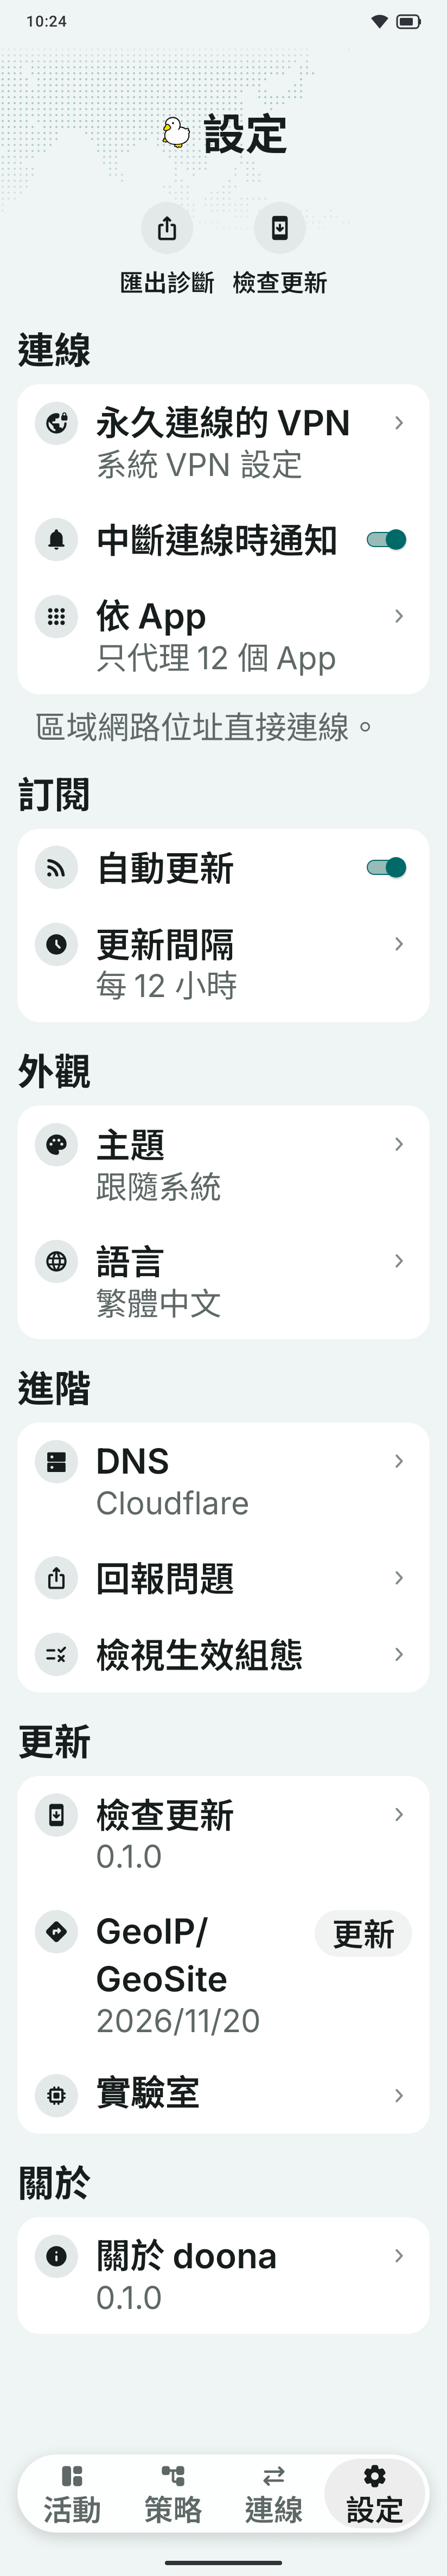 10:24
設定
匯出診斷
檢查更新
連線
永久連線的 VPN
系統 VPN 設定
中斷連線時通知
依 App
只代理 12 個 App
區域網路位址直接連線。
訂閱
自動更新
更新間隔
每 12 小時
外觀
主題
跟隨系統
語言
繁體中文
進階
DNS
Cloudflare
回報問題
檢視生效組態
更新
檢查更新
0.1.0
GeoIP/
GeoSite
更新
2026/11/20
實驗室
關於
關於 doona
0.1.0
活動
策略
連線
設定